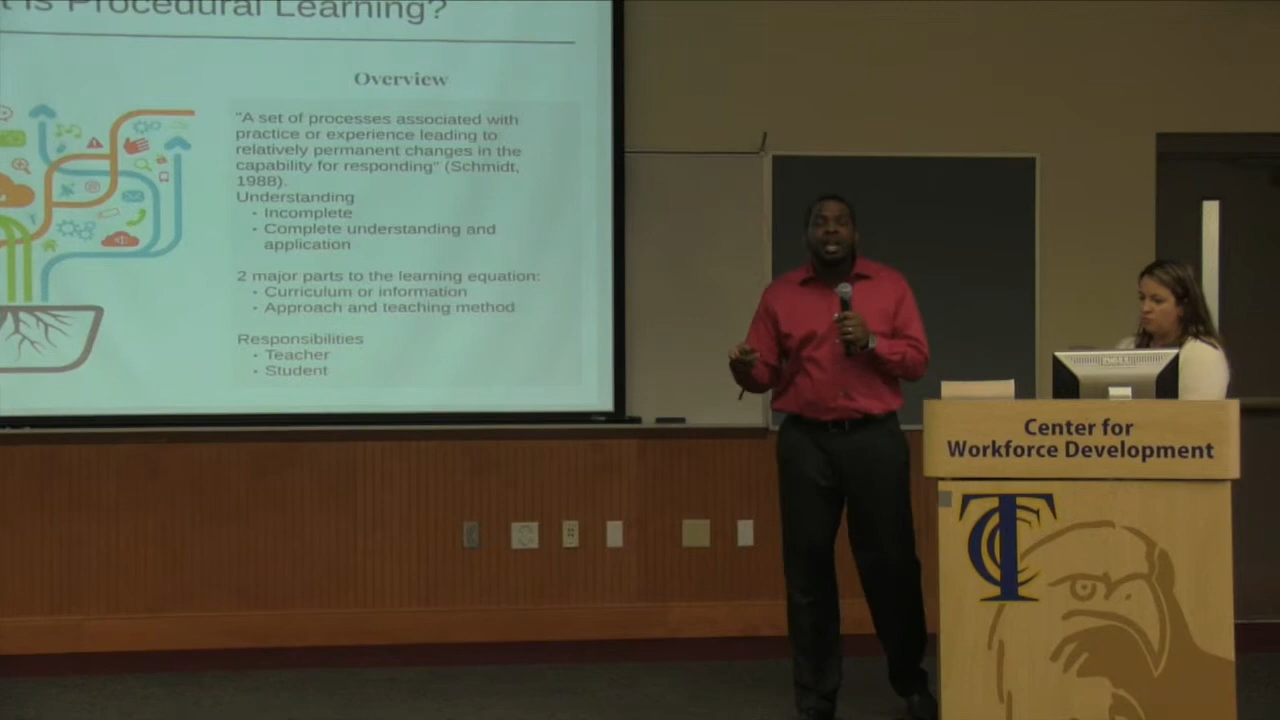 is Procedural Learning?
Overview
"A set of processes associated with
practice or experience leading to
relatively permanent changes in the
capability for responding" (Schmidt,
1988).
Understanding
• Incomplete
• Complete understanding and
application
2 major parts to the learning equation:
• Curriculum or information
• Approach and teaching method
Responsibilities
• Teacher
• Student
Center for
Workforce Development
TCC